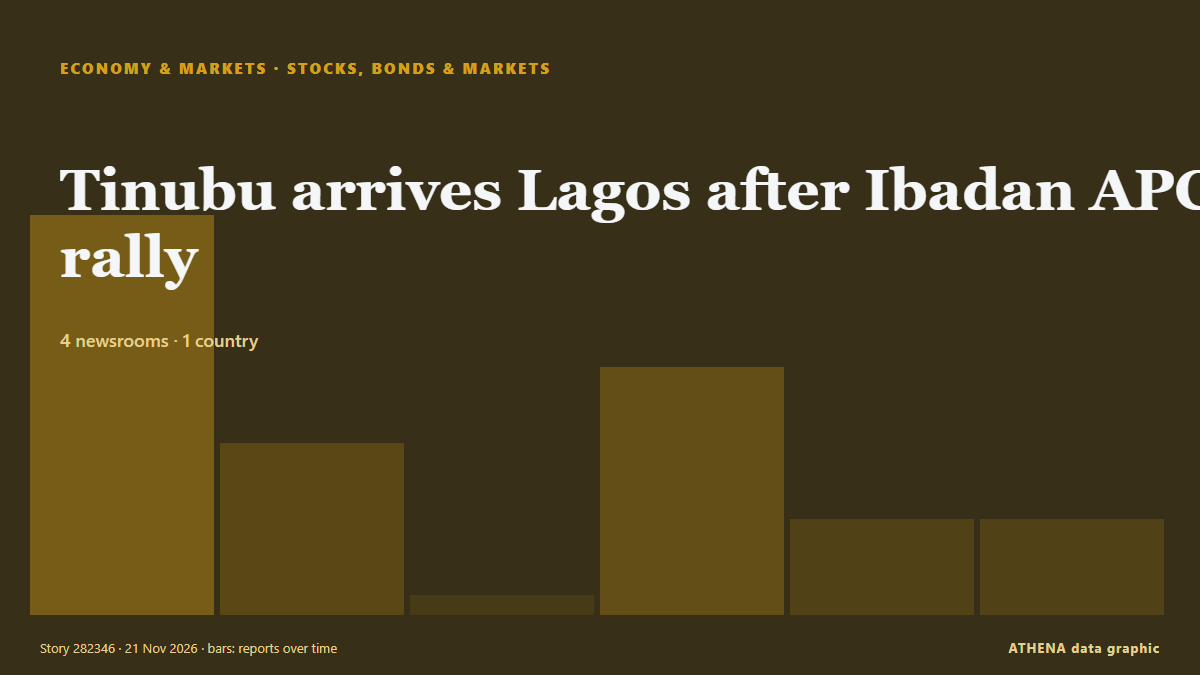 ECONOMY & MARKETS · STOCKS, BONDS & MARKETS
Tinubu arrives Lagos after Ibadan APC
rally
4 newsrooms · 1 country
Story 282346 · 21 Nov 2026 · bars: reports over time
ATHENA data graphic